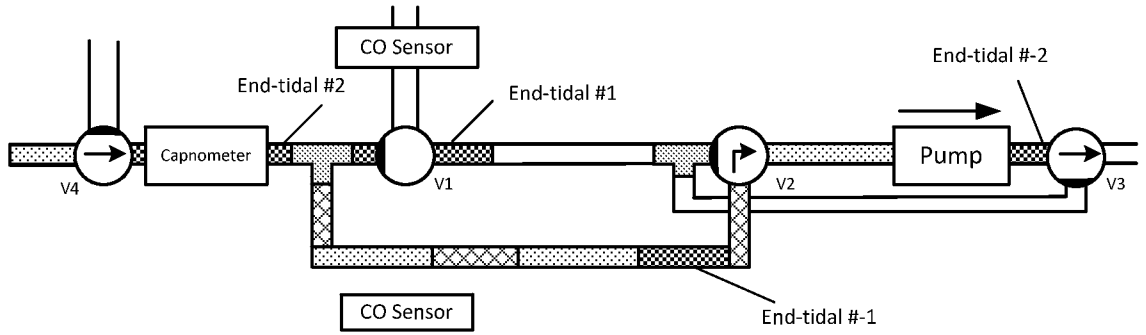 CO Sensor
End-tidal #2
End-tidal #1
End-tidal #-2
Capnometer
Pump
V4
V1
V2
V3
CO Sensor
End-tidal #-1